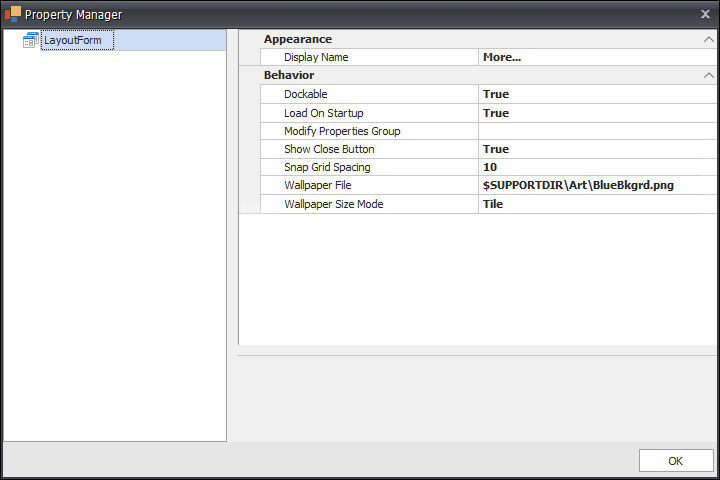 Property Manager
LayoutForm
Appearance
Display Name More...
Behavior
Dockable True
Load On Startup True
Modify Properties Group
Show Close Button True
Snap Grid Spacing 10
Wallpaper File $SUPPORTDIR\Art\BlueBkgrd.png
Wallpaper Size Mode Tile
OK